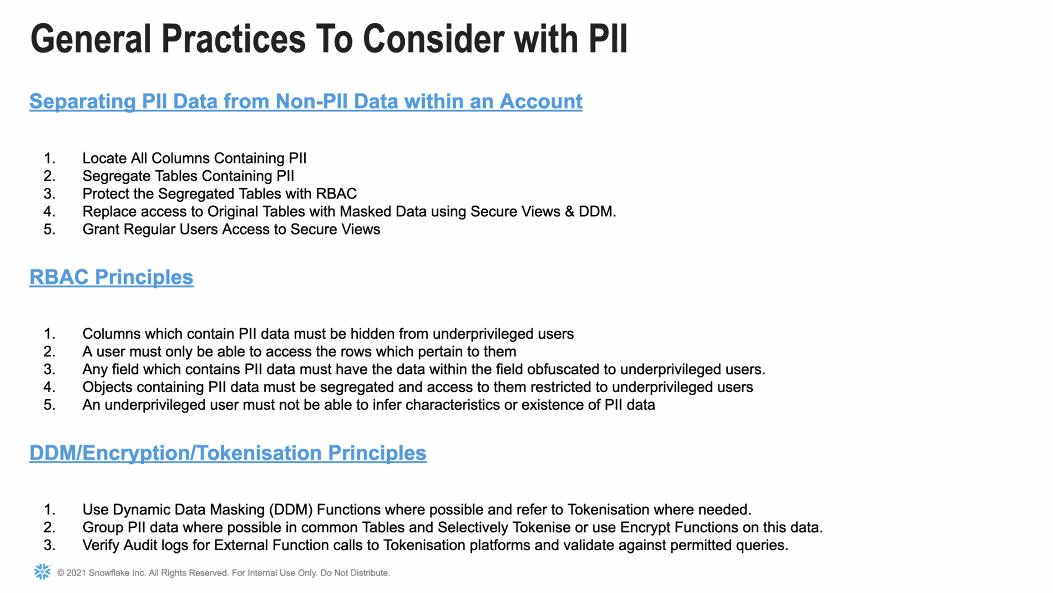 General Practices To Consider with PII
Separating PII Data from Non-PII Data within an Account
1. Locate All Columns Containing PII
2. Segregate Tables Containing PII
3. Protect the Segregated Tables with RBAC
4. Replace access to Original Tables with Masked Data using Secure Views & DDM.
5. Grant Regular Users Access to Secure Views
RBAC Principles
1. Columns which contain PII data must be hidden from underprivileged users
2. A user must only be able to access the rows which pertain to them
3. Any field which contains PII data must have the data within the field obfuscated to underprivileged users.
4. Objects containing PII data must be segregated and access to them restricted to underprivileged users
5. An underprivileged user must not be able to infer characteristics or existence of PII data
DDM/Encryption/Tokenisation Principles
1. Use Dynamic Data Masking (DDM) Functions where possible and refer to Tokenisation where needed.
2. Group PII data where possible in common Tables and Selectively Tokenise or use Encrypt Functions on this data.
3. Verify Audit logs for External Function calls to Tokenisation platforms and validate against permitted queries.
© 2021 Snowflake Inc. All Rights Reserved. For Internal Use Only. Do Not Distribute.